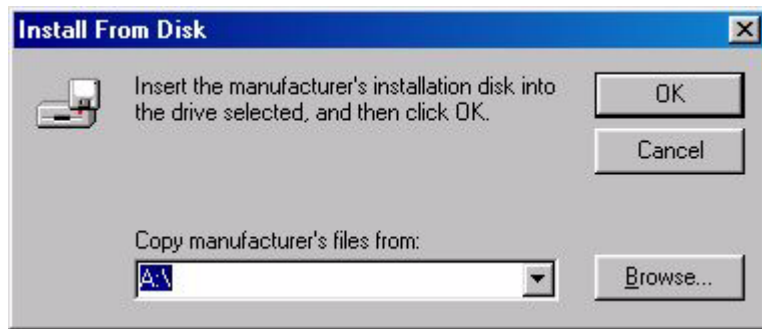 Install From Disk
Insert the manufacturer's installation disk into
the drive selected, and then click OK.
OK
Cancel
Copy manufacturer's files from:
A:\
Browse...